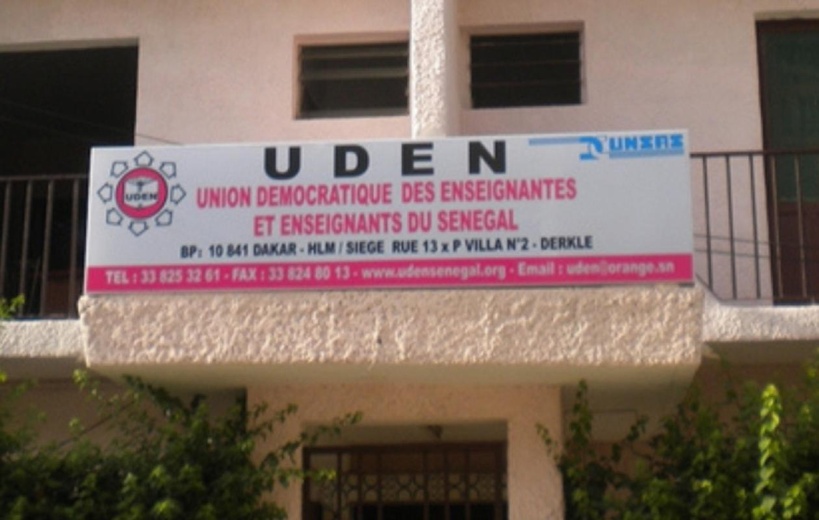 U D E N
UNSAS
UDEN
UNION DEMOCRATIQUE DES ENSEIGNANTES
ET ENSEIGNANTS DU SENEGAL
BP: 10 841 DAKAR - HLM / SIEGE RUE 13 x P VILLA N°2 - DERKLE
TEL : 33 825 32 61 - FAX : 33 824 80 13 - www.udensenegal.org - Email : uden@orange.sn